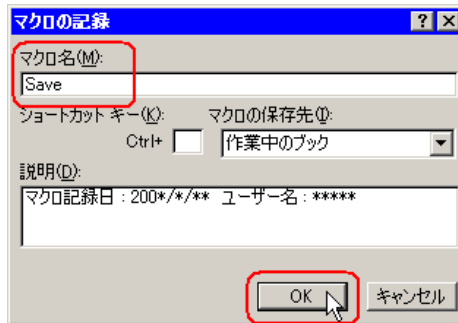 マクロの記録
マクロ名(M):
Save
ショートカット キー(K): マクロの保存先(I):
Ctrl+ 作業中のブック
説明(D):
マクロ記録日 : 200*/*/** ユーザー名 : *****
OK キャンセル